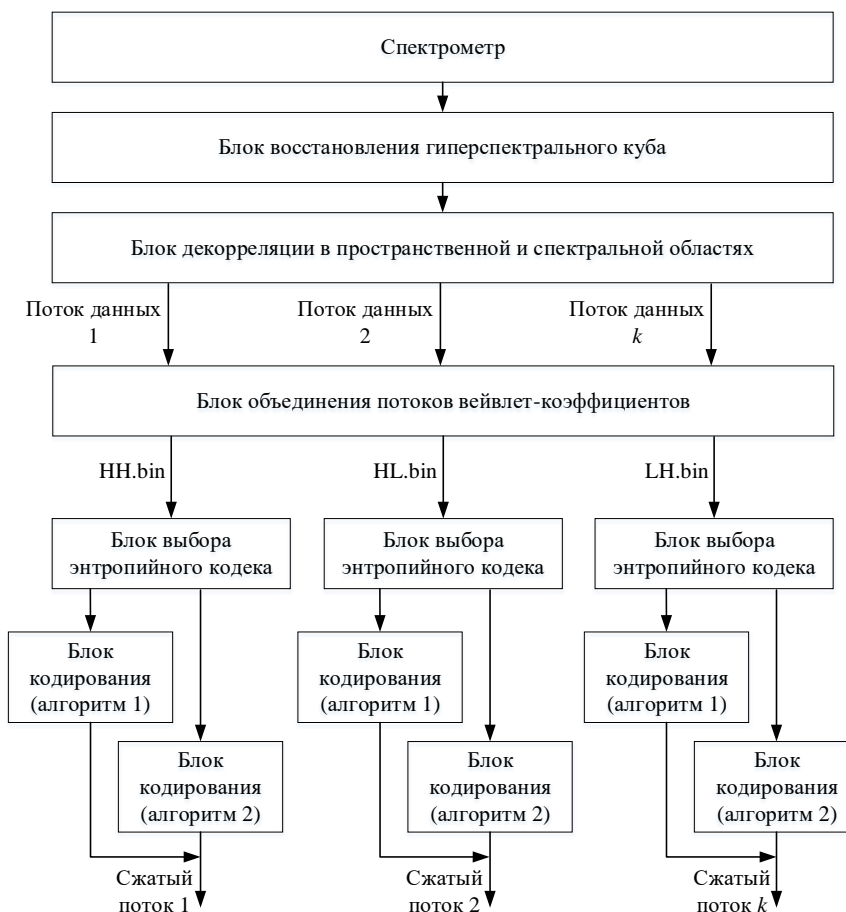 Спектрометр
Блок восстановления гиперспектрального куба
Блок декорреляции в пространственной и спектральной областях
Поток данных
1
Поток данных
2
Поток данных
k
Блок объединения потоков вейвлет-коэффициентов
HH.bin
HL.bin
LH.bin
Блок выбора
энтропийного кодека
Блок выбора
энтропийного кодека
Блок выбора
энтропийного кодека
Блок
кодирования
(алгоритм 1)
Блок
кодирования
(алгоритм 1)
Блок
кодирования
(алгоритм 1)
Блок
кодирования
(алгоритм 2)
Блок
кодирования
(алгоритм 2)
Блок
кодирования
(алгоритм 2)
Сжатый
поток 1
Сжатый
поток 2
Сжатый
поток k